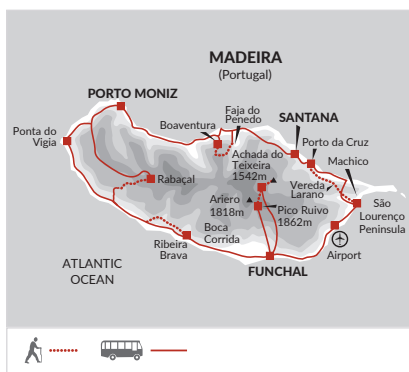 MADEIRA
(Portugal)
PORTO MONIZ
Faja do
Penedo
Boaventura
SANTANA
Ponta do
Vigia
Porto da Cruz
Achada do
Teixeira
1542m
Machico
Rabaçal
Vereda
Larano
Ariero
1818m
Pico Ruivo
1862m
São
Lourenço
Peninsula
Boca
Corrida
Ribeira
Brava
Airport
ATLANTIC
OCEAN
FUNCHAL